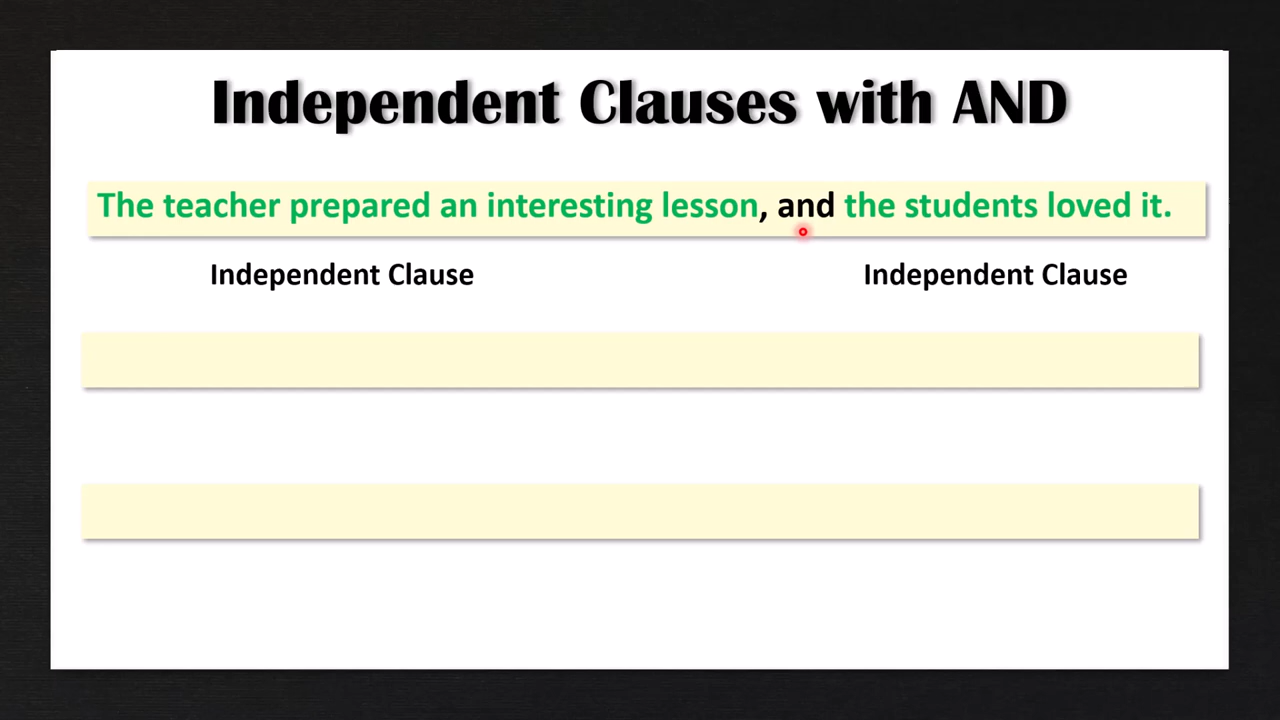 Independent Clauses with AND
The teacher prepared an interesting lesson, and the students loved it.
Independent Clause Independent Clause